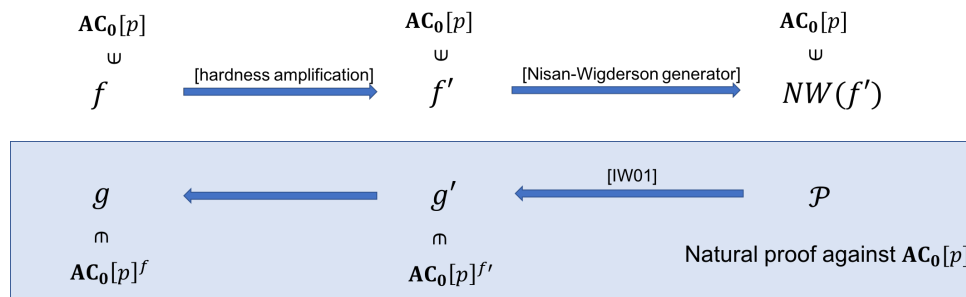 AC₀[p] AC₀[p] AC₀[p]
∈ ∈ ∈
f [hardness amplification] f′ [Nisan-Wigderson generator] NW(f′)
g g′ [IW01] 𝒫
∈ ∈ Natural proof against AC₀[p]
AC₀[p]ᶠ AC₀[p]ᶠ′